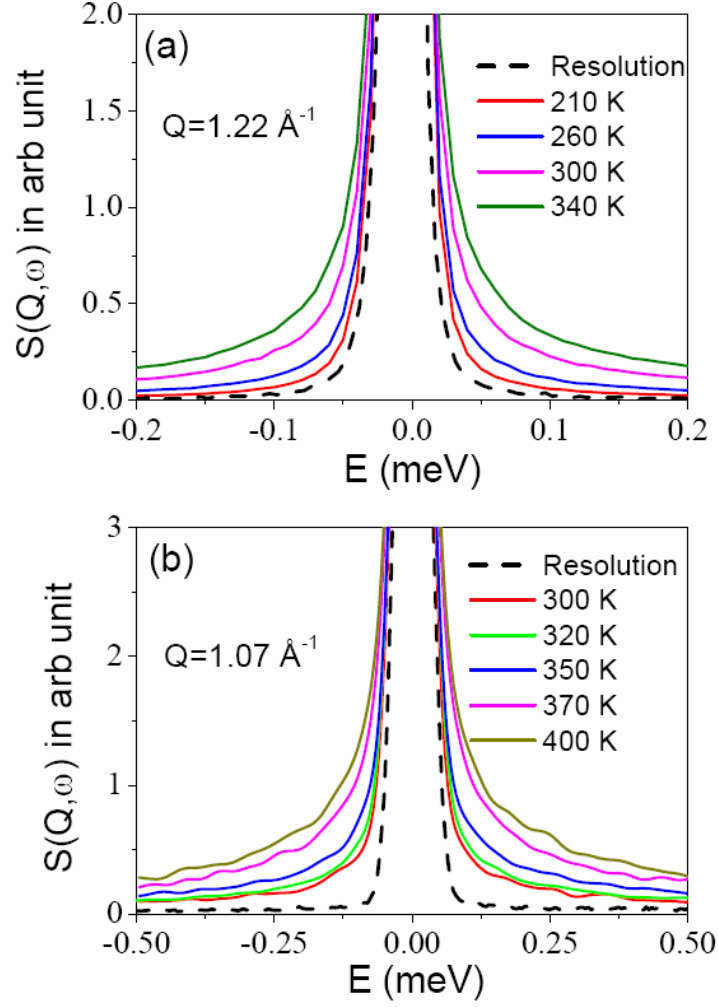 2.0
(a)
Resolution
210 K
Q=1.22 Å⁻¹
260 K
1.5
300 K
340 K
1.0
0.5
0.0
S(Q,ω) in arb unit
-0.2 -0.1 0.0 0.1 0.2
E (meV)
3
(b)
Resolution
300 K
320 K
Q=1.07 Å⁻¹
350 K
2
370 K
400 K
1
0
S(Q,ω) in arb unit
-0.50 -0.25 0.00 0.25 0.50
E (meV)